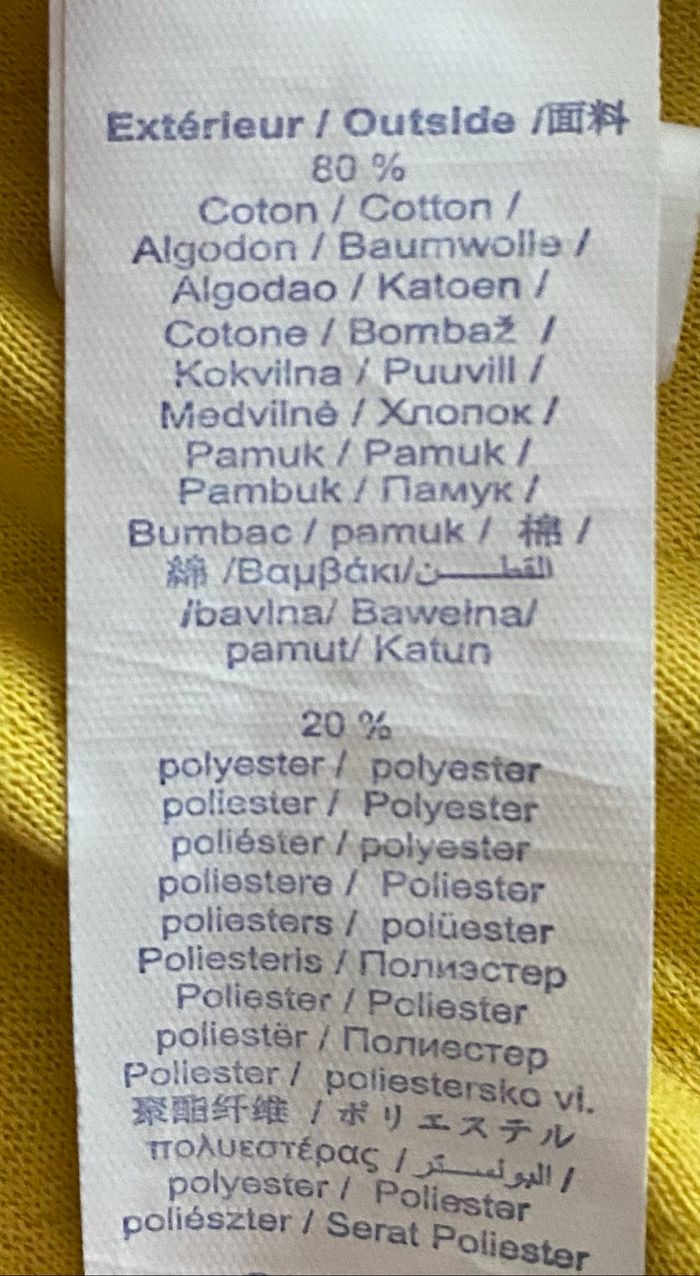 Extérieur / Outside /面料
80 %
Coton / Cotton /
Algodon / Baumwolle /
Algodao / Katoen /
Cotone / Bombaž /
Kokvilna / Puuvill /
Medvilnė / Хлопок /
Pamuk / Pamuk /
Pambuk / Памук /
Bumbac / pamuk / 棉 /
綿 /Βαμβάκι/القطـــــن
/bavlna/ Bawełna/
pamut/ Katun
20 %
polyester / polyester
poliester / Polyester
poliéster / polyester
poliestere / Poliester
poliesters / polüester
Poliesteris / Полиэстер
Poliester / Poliester
poliestër / Полиестер
Poliester / poliestersko vl.
聚酯纤维 / ポリエステル
πολυεστέρας / البولـســتر /
polyester / Poliester
poliészter / Serat Poliester